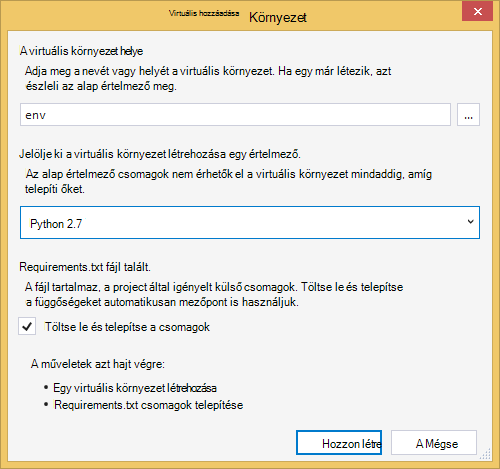 Virtuális hozzáadása Környezet
A virtuális környezet helye
Adja meg a nevét vagy helyét a virtuális környezet. Ha egy már létezik, azt
észleli az alap értelmező meg.
env
...
Jelölje ki a virtuális környezet létrehozása egy értelmező.
Az alap értelmező csomagok nem érhetők el a virtuális környezet mindaddig, amíg
telepíti őket.
Python 2.7
Requirements.txt fájl talált.
A fájl tartalmaz, a project által igényelt külső csomagok. Töltse le és telepítse
a függőségeket automatikusan mezőpont is használjuk.
Töltse le és telepítse a csomagok
A műveletek azt hajt végre:
• Egy virtuális környezet létrehozása
• Requirements.txt csomagok telepítése
Hozzon létre
A Mégse